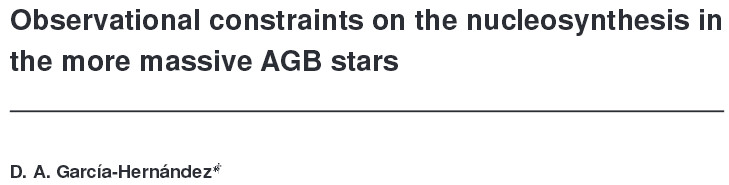 Observational constraints on the nucleosynthesis in
the more massive AGB stars
D. A. García-Hernández*